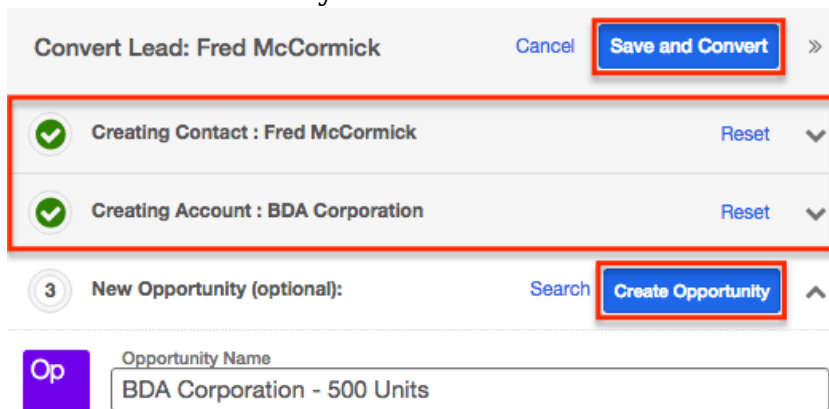 Convert Lead: Fred McCormick Cancel Save and Convert »
Creating Contact : Fred McCormick Reset
Creating Account : BDA Corporation Reset
3 New Opportunity (optional): Search Create Opportunity
Op Opportunity Name
BDA Corporation - 500 Units